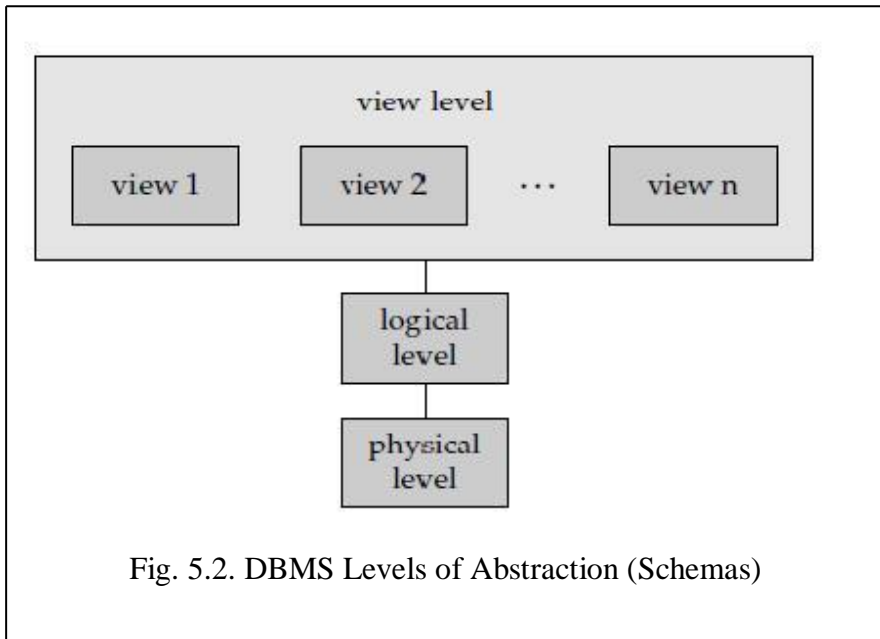 view level
view 1
view 2
...
view n
logical
level
physical
level
Fig. 5.2. DBMS Levels of Abstraction (Schemas)